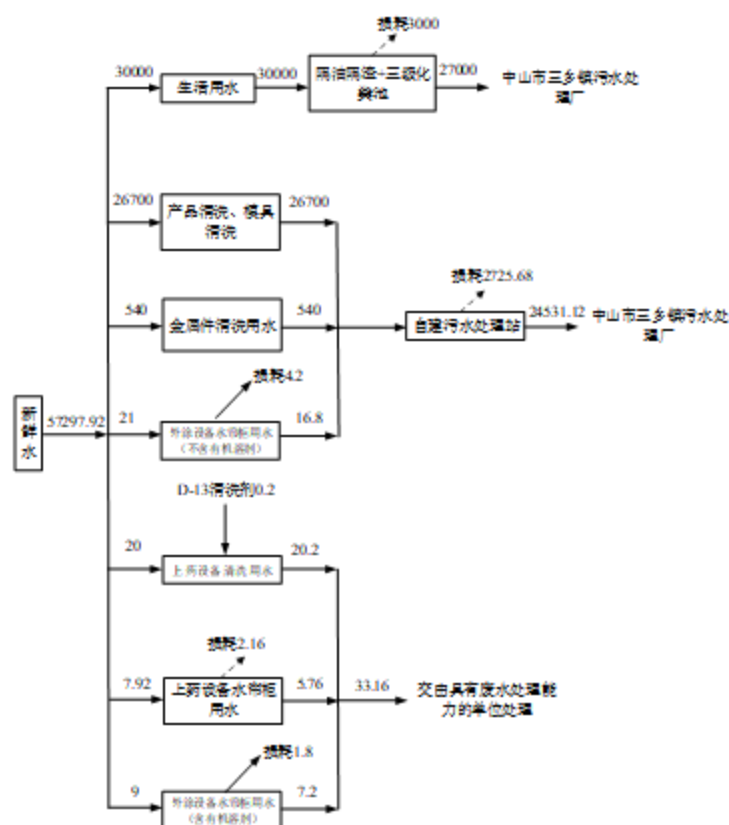 损耗3000
30000
生活用水
30000
隔油隔渣+三级化
粪池
27000
中山市三乡镇污水处
理厂
26700
产品清洗、模具
清洗
26700
540
金属件清洗用水
540
损耗2725.68
自建污水处理站
24531.12
中山市三乡镇污水处
理厂
新
鲜
水
57297.92
损耗4.2
21
外涂设备水帘柜用水
（不含有机溶剂）
16.8
D-13清洗剂0.2
20
上药设备清洗用水
20.2
损耗2.16
7.92
上药设备水帘柜
用水
5.76
33.16
交由具有废水处理能
力的单位处理
损耗1.8
9
外涂设备水帘柜用水
（含有机溶剂）
7.2